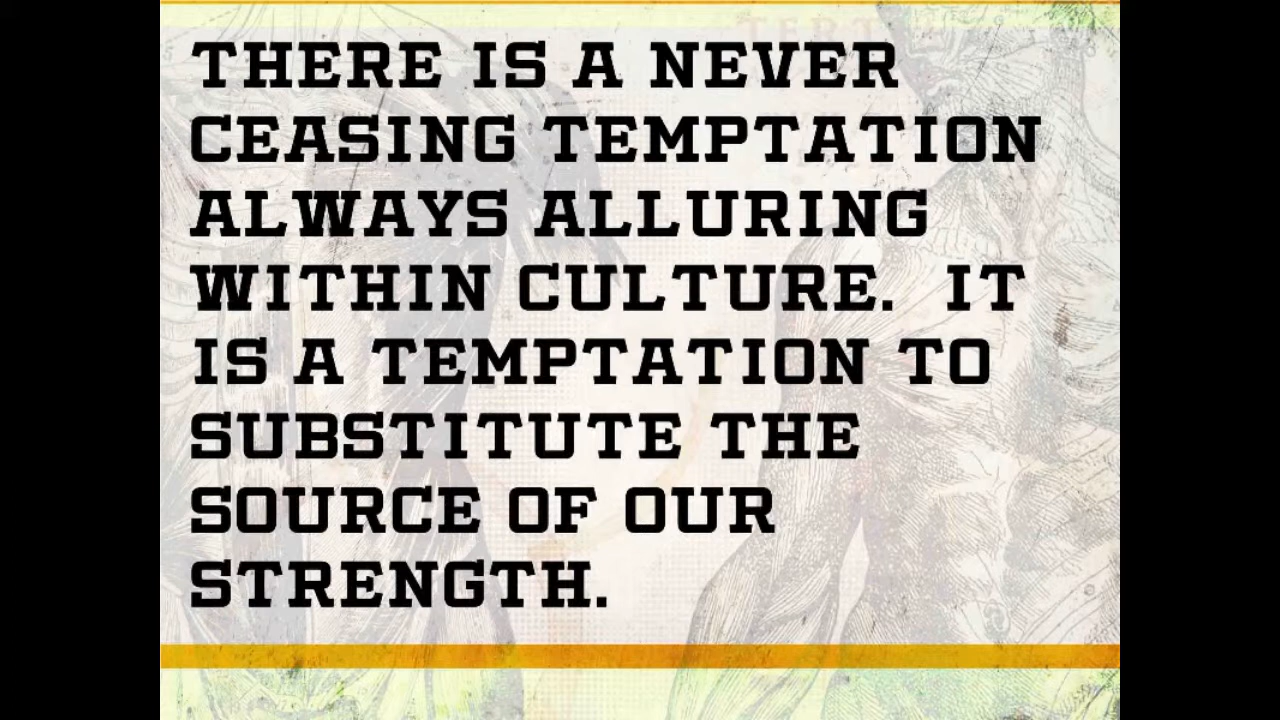 THERE IS A NEVER
CEASING TEMPTATION
ALWAYS ALLURING
WITHIN CULTURE.  IT
IS A TEMPTATION TO
SUBSTITUTE THE
SOURCE OF OUR
STRENGTH.